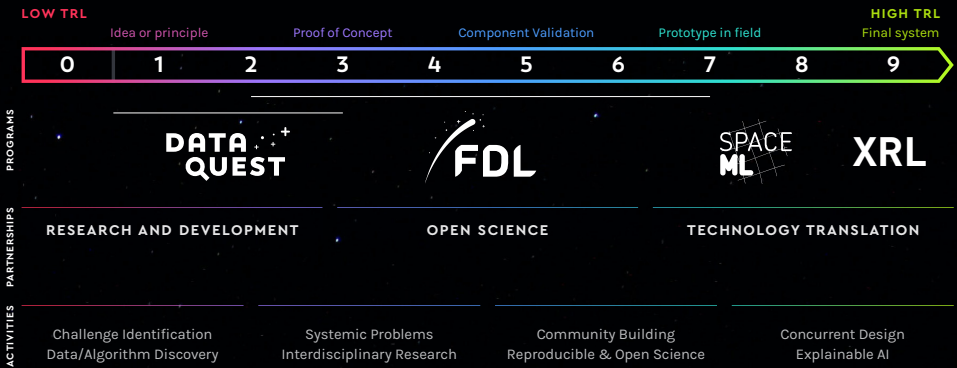 LOW TRL
HIGH TRL
Idea or principle
Proof of Concept
Component Validation
Prototype in field
Final system
0 1 2 3 4 5 6 7 8 9
PROGRAMS
DATA
QUEST
FDL
SPACE
ML
XRL
PARTNERSHIPS
RESEARCH AND DEVELOPMENT
OPEN SCIENCE
TECHNOLOGY TRANSLATION
ACTIVITIES
Challenge Identification
Data/Algorithm Discovery
Systemic Problems
Interdisciplinary Research
Community Building
Reproducible & Open Science
Concurrent Design
Explainable AI